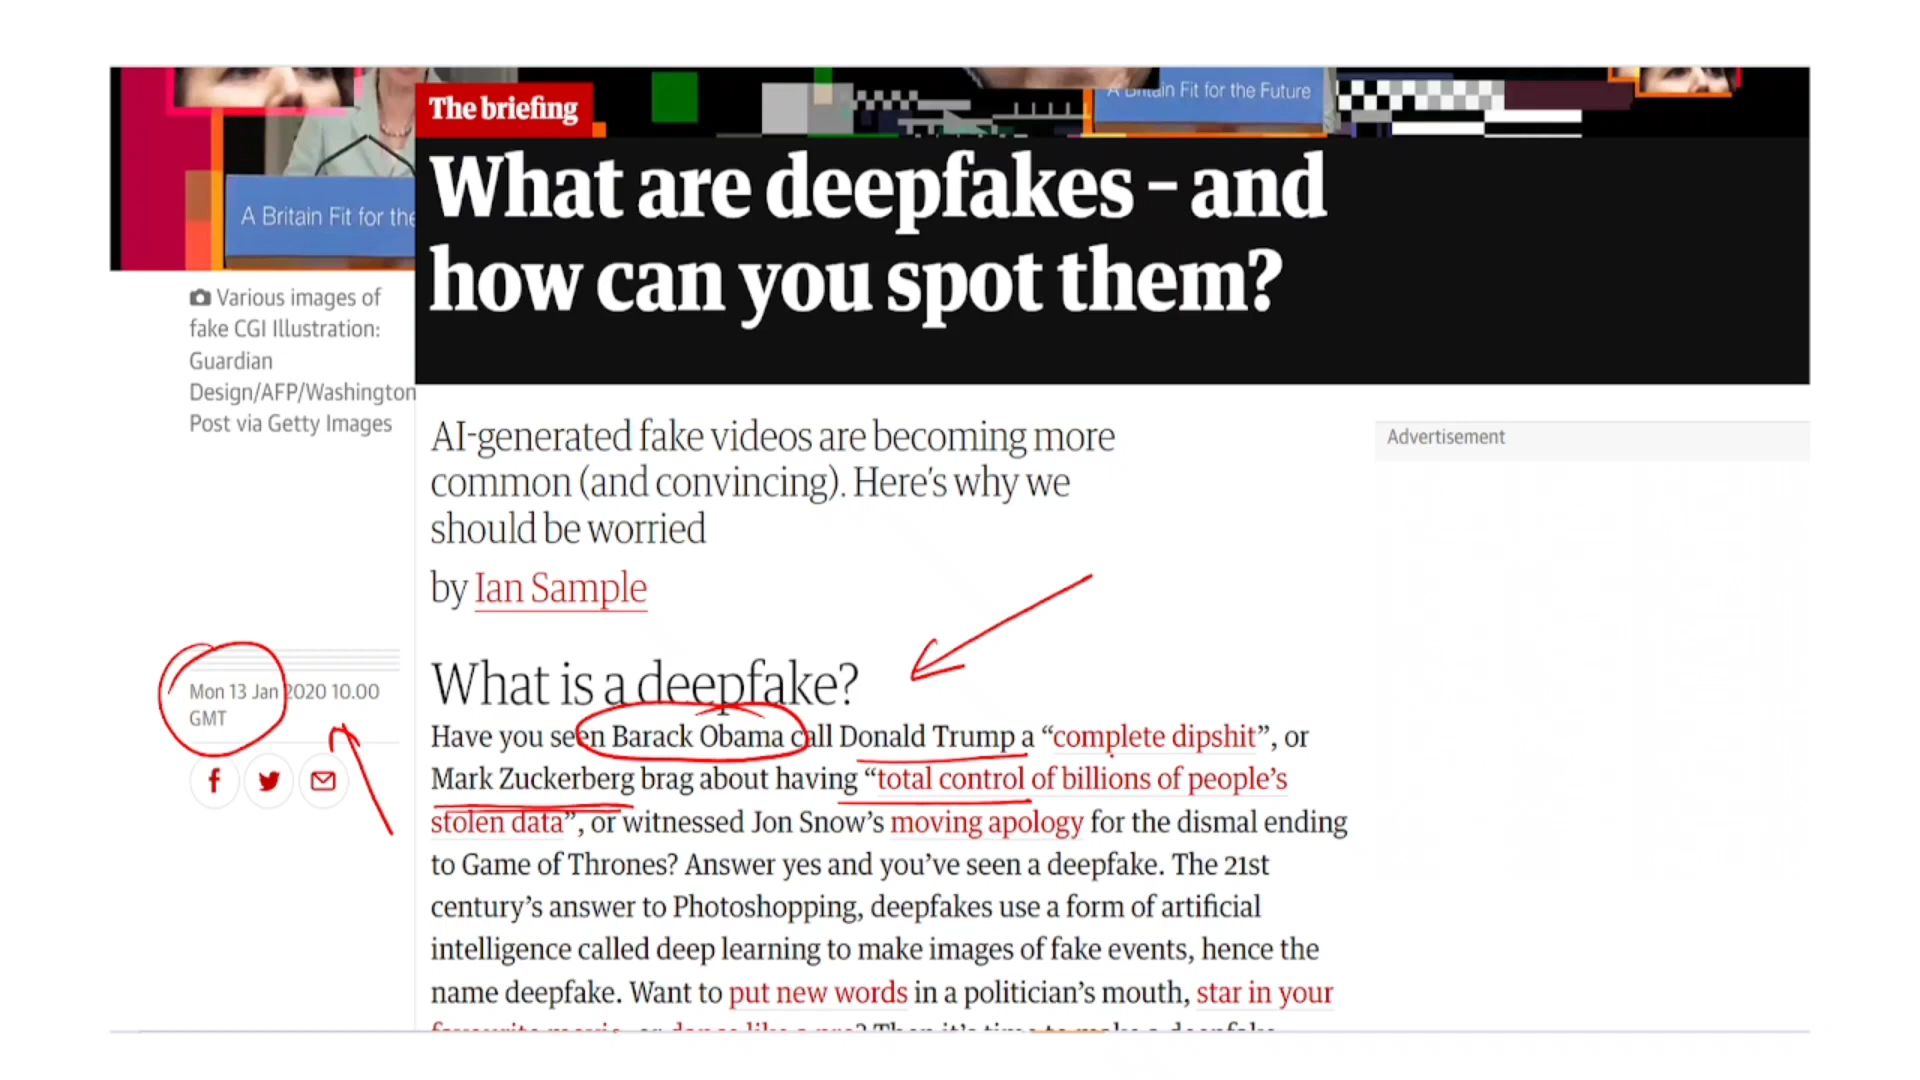 The briefing
A Britain Fit for the Future
What are deepfakes – and
how can you spot them?
A Britain Fit for the
Various images of
fake CGI Illustration:
Guardian
Design/AFP/Washington
Post via Getty Images
AI-generated fake videos are becoming more
common (and convincing). Here's why we
should be worried
by Ian Sample
Advertisement
Mon 13 Jan 2020 10.00
GMT
What is a deepfake?
Have you seen Barack Obama call Donald Trump a “complete dipshit”, or
Mark Zuckerberg brag about having “total control of billions of people’s
stolen data”, or witnessed Jon Snow’s moving apology for the dismal ending
to Game of Thrones? Answer yes and you’ve seen a deepfake. The 21st
century’s answer to Photoshopping, deepfakes use a form of artificial
intelligence called deep learning to make images of fake events, hence the
name deepfake. Want to put new words in a politician’s mouth, star in your